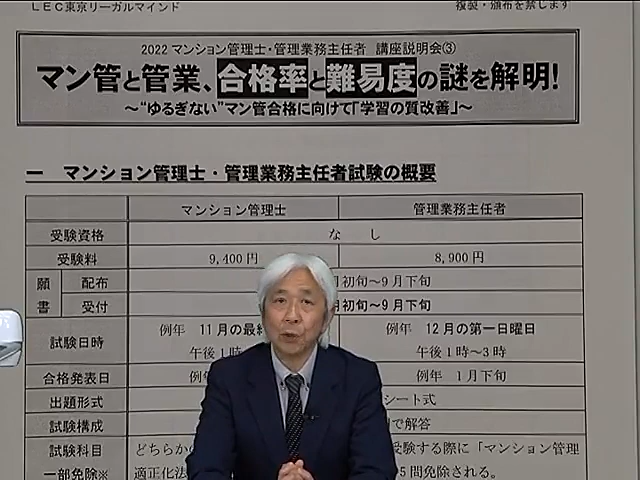 LEC東京リーガルマインド
複製・頒布を禁じます
2022 マンション管理士・管理業務主任者 講座説明会③
マン管と管業、合格率と難易度の謎を解明!
～“ゆるぎない”マン管合格に向けて「学習の質改善」～
一 マンション管理士・管理業務主任者試験の概要
マンション管理士 管理業務主任者
受験資格 なし
受験料 9,400円 8,900円
願書 配布 月初旬～9月下旬
受付 月初旬～9月下旬
試験日時 例年 11月の最終 例年 12月の第一日曜日
午後1時 午後1時～3時
合格発表日 例年 例年 1月下旬
出題形式 シート式
試験構成 で解答
試験科目 どちらか 受験する際に「マンション管理
一部免除※ 適正化法 5問免除される。